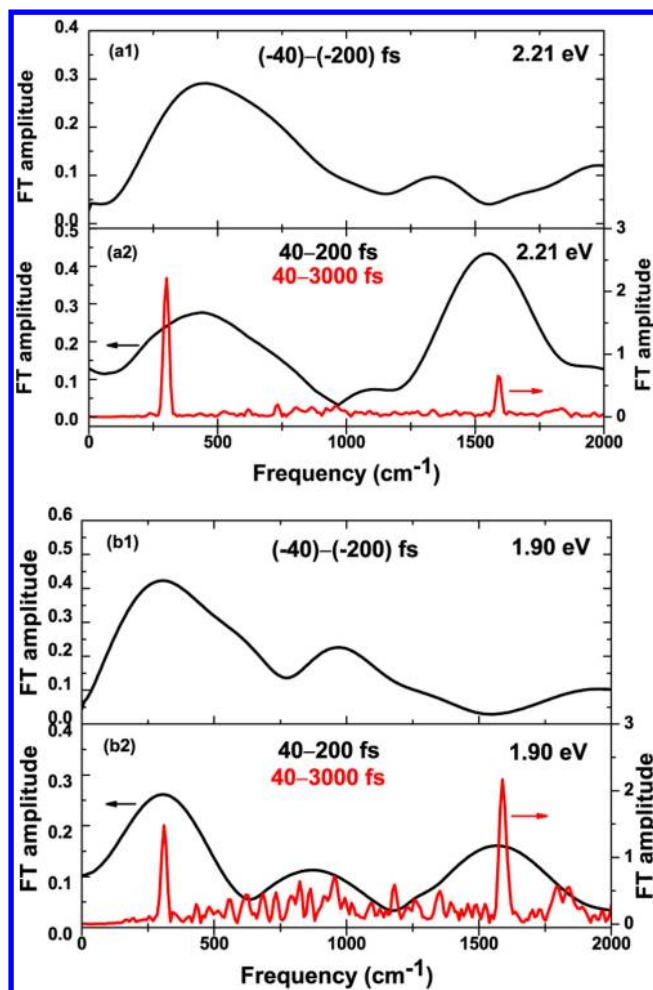 (a1)
(-40)–(-200) fs
2.21 eV
FT amplitude
0.4
0.3
0.2
0.1
0.0
(a2)
40–200 fs
40–3000 fs
2.21 eV
FT amplitude
0.5
0.4
0.3
0.2
0.1
0.0
3
2
1
0
FT amplitude
0
500
1000
1500
2000
Frequency (cm-1)
(b1)
(-40)–(-200) fs
1.90 eV
FT amplitude
0.6
0.5
0.4
0.3
0.2
0.1
0.0
(b2)
40–200 fs
40–3000 fs
1.90 eV
FT amplitude
0.3
0.2
0.1
0.0
3
2
1
0
FT amplitude
0
500
1000
1500
2000
Frequency (cm-1)